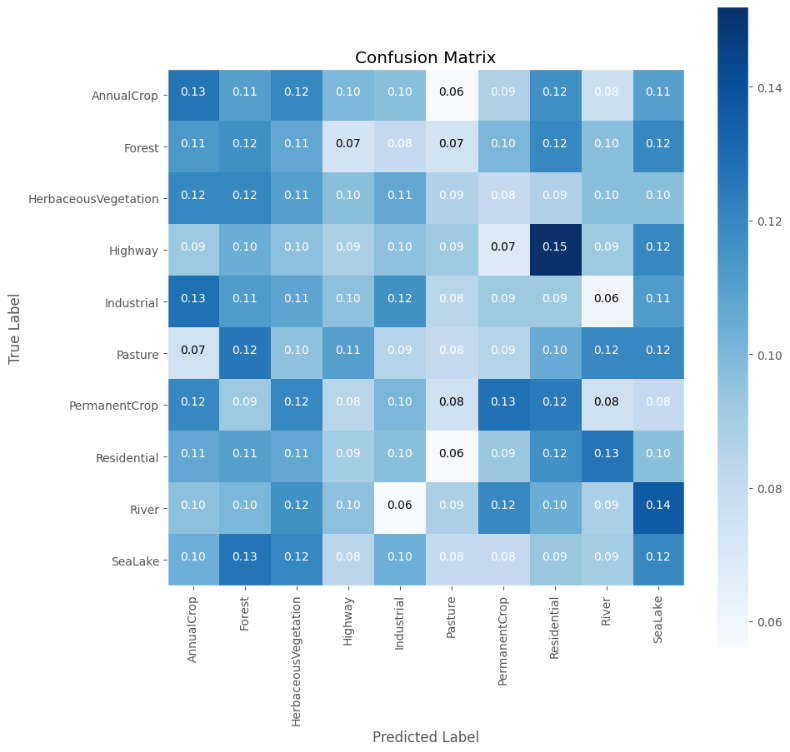 Confusion Matrix
AnnualCrop 0.13 0.11 0.12 0.10 0.10 0.06 0.09 0.12 0.08 0.11
Forest 0.11 0.12 0.11 0.07 0.08 0.07 0.10 0.12 0.10 0.12
HerbaceousVegetation 0.12 0.12 0.11 0.10 0.11 0.09 0.08 0.09 0.10 0.10
Highway 0.09 0.10 0.10 0.09 0.10 0.09 0.07 0.15 0.09 0.12
Industrial 0.13 0.11 0.11 0.10 0.12 0.08 0.09 0.09 0.06 0.11
Pasture 0.07 0.12 0.10 0.11 0.09 0.08 0.09 0.10 0.12 0.12
PermanentCrop 0.12 0.09 0.12 0.08 0.10 0.08 0.13 0.12 0.08 0.08
Residential 0.11 0.11 0.11 0.09 0.10 0.06 0.09 0.12 0.13 0.10
River 0.10 0.10 0.12 0.10 0.06 0.09 0.12 0.10 0.09 0.14
SeaLake 0.10 0.13 0.12 0.08 0.10 0.08 0.08 0.09 0.09 0.12
AnnualCrop Forest HerbaceousVegetation Highway Industrial Pasture PermanentCrop Residential River SeaLake
True Label
Predicted Label
0.14
0.12
0.10
0.08
0.06